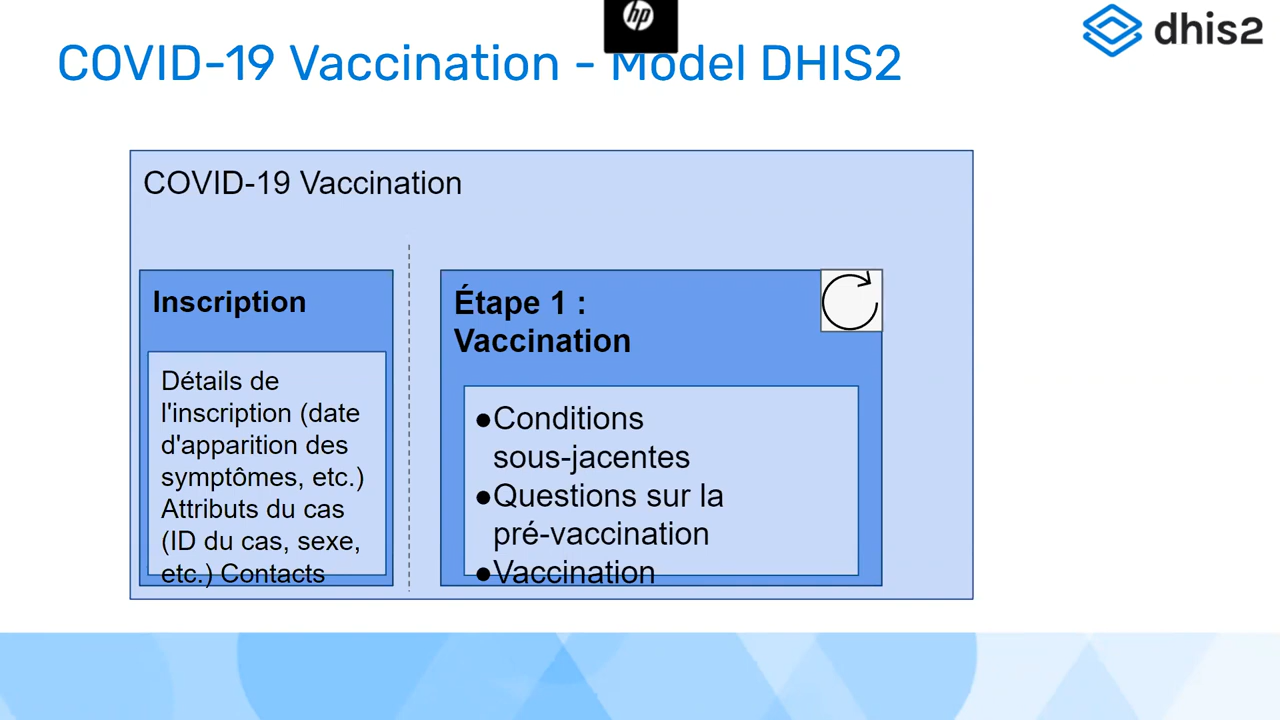 hp
dhis2
COVID-19 Vaccination - Model DHIS2
COVID-19 Vaccination
Inscription
Détails de
l'inscription (date
d'apparition des
symptômes, etc.)
Attributs du cas
(ID du cas, sexe,
etc.) Contacts
Étape 1 :
Vaccination
●Conditions
sous-jacentes
●Questions sur la
pré-vaccination
●Vaccination